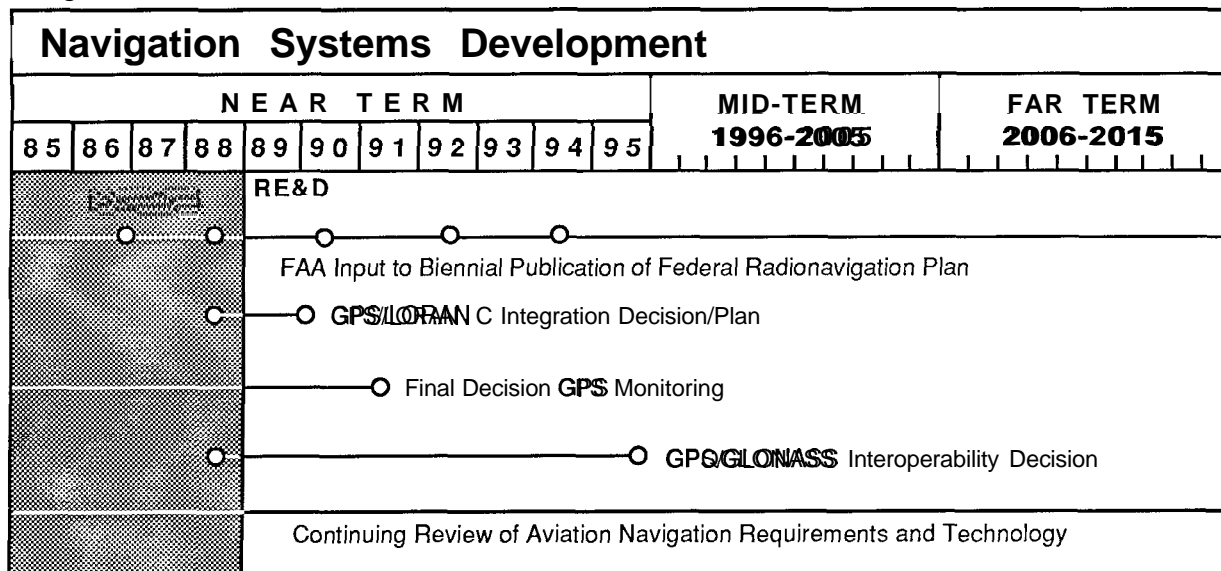 Navigation Systems Development
NEAR TERM
MID-TERM
FAR TERM
1996-2005
2006-2015
85 86 87 88 89 90 91 92 93 94 95
RE&D
FAA Input to Biennial Publication of Federal Radionavigation Plan
GPS/LORAN C Integration Decision/Plan
Final Decision GPS Monitoring
GPS/GLONASS Interoperability Decision
Continuing Review of Aviation Navigation Requirements and Technology